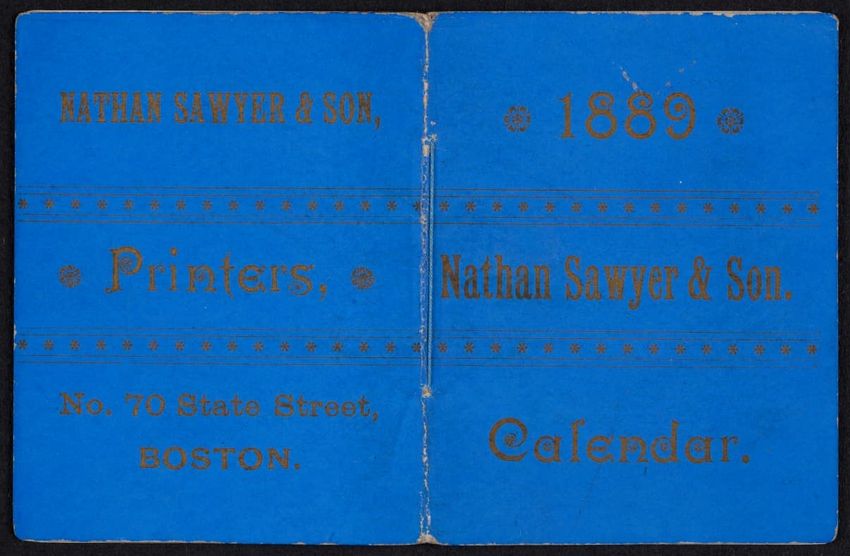 NATHAN SAWYER & SON,
Printers,
No. 70 State Street,
BOSTON.
1889
Nathan Sawyer & Son.
Calendar.